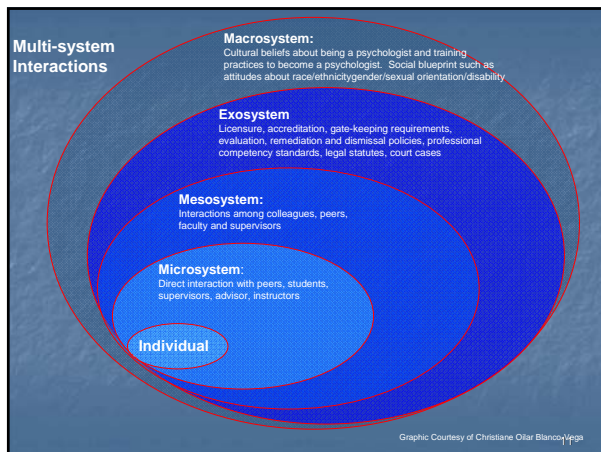 Multi-system
Interactions
Macrosystem:
Cultural beliefs about being a psychologist and training
practices to become a psychologist. Social blueprint such as
attitudes about race/ethnicitygender/sexual orientation/disability
Exosystem
Licensure, accreditation, gate-keeping requirements,
evaluation, remediation and dismissal policies, professional
competency standards, legal statutes, court cases
Mesosystem:
Interactions among colleagues, peers,
faculty and supervisors
Microsystem:
Direct interaction with peers, students,
supervisors, advisor, instructors
Individual
Graphic Courtesy of Christiane Oilar Blanco-Vega
11